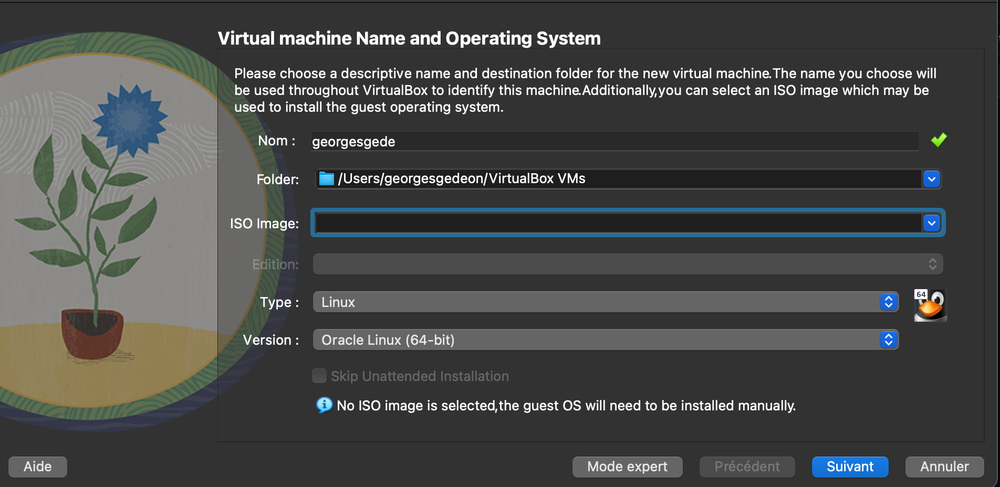 Virtual machine Name and Operating System
Please choose a descriptive name and destination folder for the new virtual machine.The name you choose will
be used throughout VirtualBox to identify this machine.Additionally,you can select an ISO image which may be
used to install the guest operating system.
Nom :
georgesgede
Folder:
/Users/georgesgedeon/VirtualBox VMs
ISO Image:
Edition:
Type :
Linux
64
Version :
Oracle Linux (64-bit)
Skip Unattended Installation
No ISO image is selected,the guest OS will need to be installed manually.
Aide
Mode expert
Précédent
Suivant
Annuler